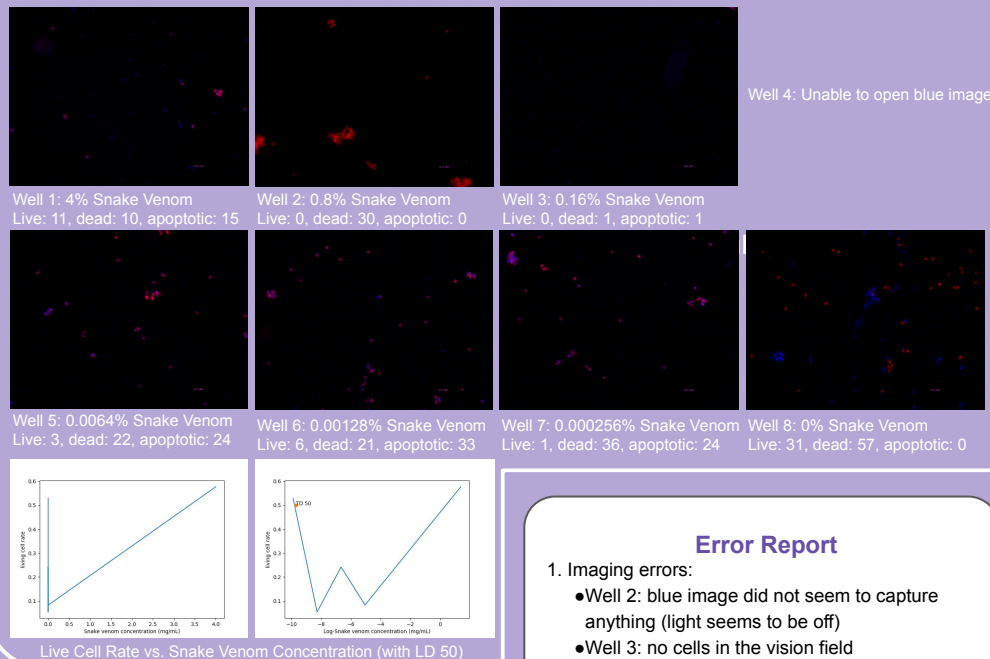 Well 4: Unable to open blue image
Well 1: 4% Snake Venom
Live: 11, dead: 10, apoptotic: 15
Well 2: 0.8% Snake Venom
Live: 0, dead: 30, apoptotic: 0
Well 3: 0.16% Snake Venom
Live: 0, dead: 1, apoptotic: 1
Well 5: 0.0064% Snake Venom
Live: 3, dead: 22, apoptotic: 24
Well 6: 0.00128% Snake Venom
Live: 6, dead: 21, apoptotic: 33
Well 7: 0.000256% Snake Venom
Live: 1, dead: 36, apoptotic: 24
Well 8: 0% Snake Venom
Live: 31, dead: 57, apoptotic: 0
living cell rate
0.6
0.5
0.4
0.3
0.2
0.1
0.0 0.5 1.0 1.5 2.0 2.5 3.0 3.5 4.0
Snake venom concentration (mg/mL)
living cell rate
0.6
0.5
0.4
0.3
0.2
0.1
TD 50
−10 −8 −6 −4 −2 0
Log-Snake venom concentration (mg/mL)
Live Cell Rate vs. Snake Venom Concentration (with LD 50)
Error Report
1. Imaging errors:
●Well 2: blue image did not seem to capture
anything (light seems to be off)
●Well 3: no cells in the vision field